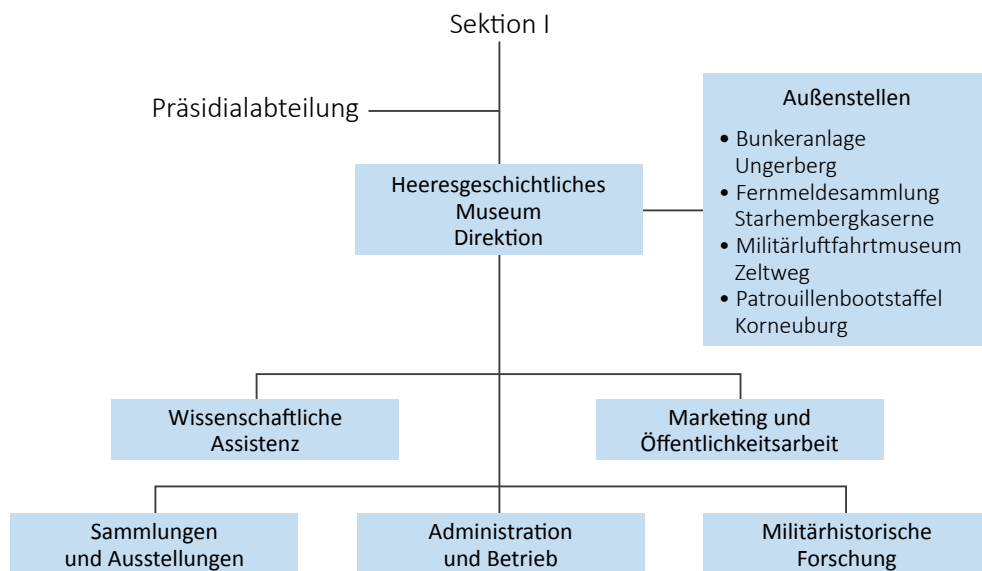 Sektion I
Präsidialabteilung
Heeresgeschichtliches
Museum
Direktion
Außenstellen
• Bunkeranlage
Ungerberg
• Fernmeldesammlung
Starhembergkaserne
• Militärluftfahrtmuseum
Zeltweg
• Patrouillenbootstaffel
Korneuburg
Wissenschaftliche
Assistenz
Marketing und
Öffentlichkeitsarbeit
Sammlungen
und Ausstellungen
Administration
und Betrieb
Militärhistorische
Forschung